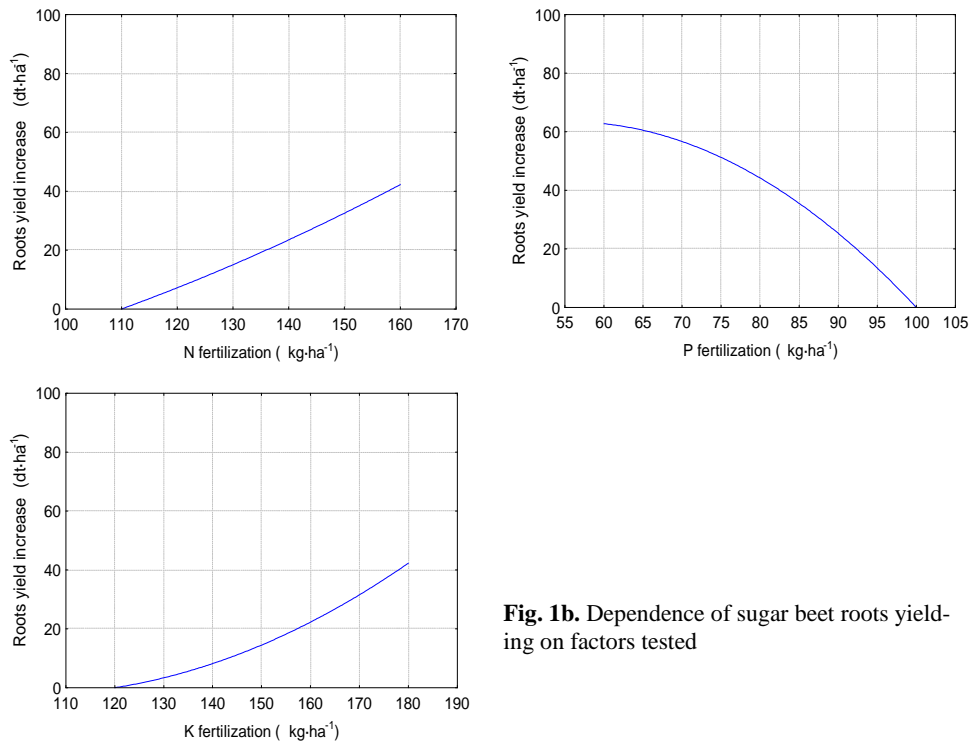 Roots yield increase (dt·ha⁻¹)
100
80
60
40
20
0
100 110 120 130 140 150 160 170
N fertilization ( kg·ha⁻¹)
Roots yield increase (dt·ha⁻¹)
100
80
60
40
20
0
55 60 65 70 75 80 85 90 95 100 105
P fertilization ( kg·ha⁻¹)
Roots yield increase (dt·ha⁻¹)
100
80
60
40
20
0
110 120 130 140 150 160 170 180 190
K fertilization ( kg·ha⁻¹)
Fig. 1b. Dependence of sugar beet roots yield-
ing on factors tested